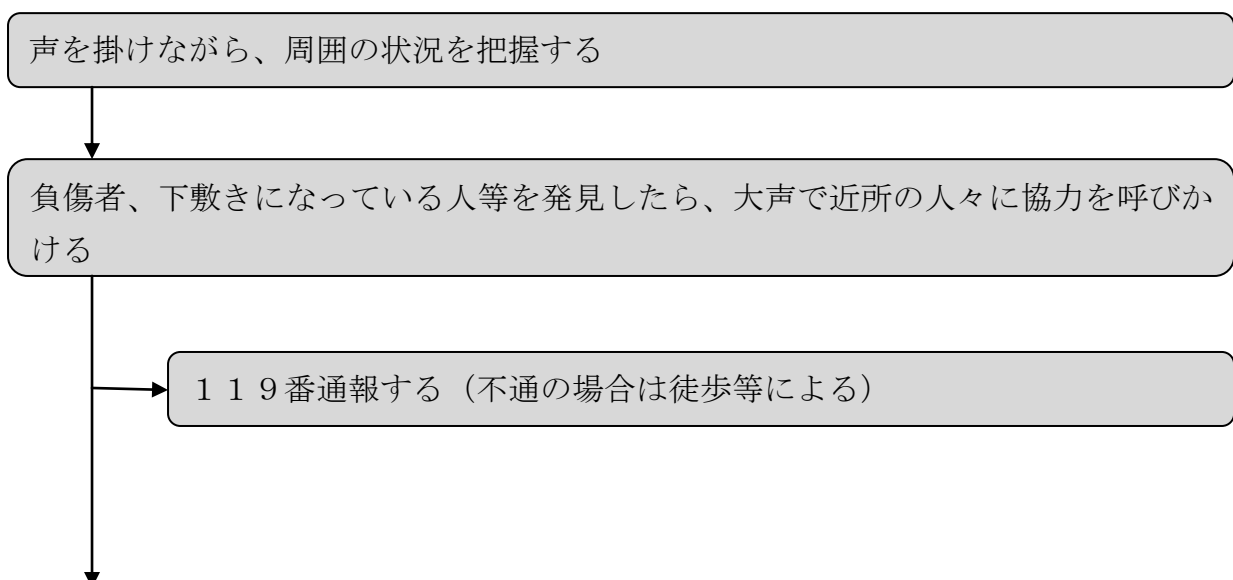 声を掛けながら、周囲の状況を把握する
負傷者、下敷きになっている人等を発見したら、大声で近所の人々に協力を呼びか
ける
１１９番通報する（不通の場合は徒歩等による）